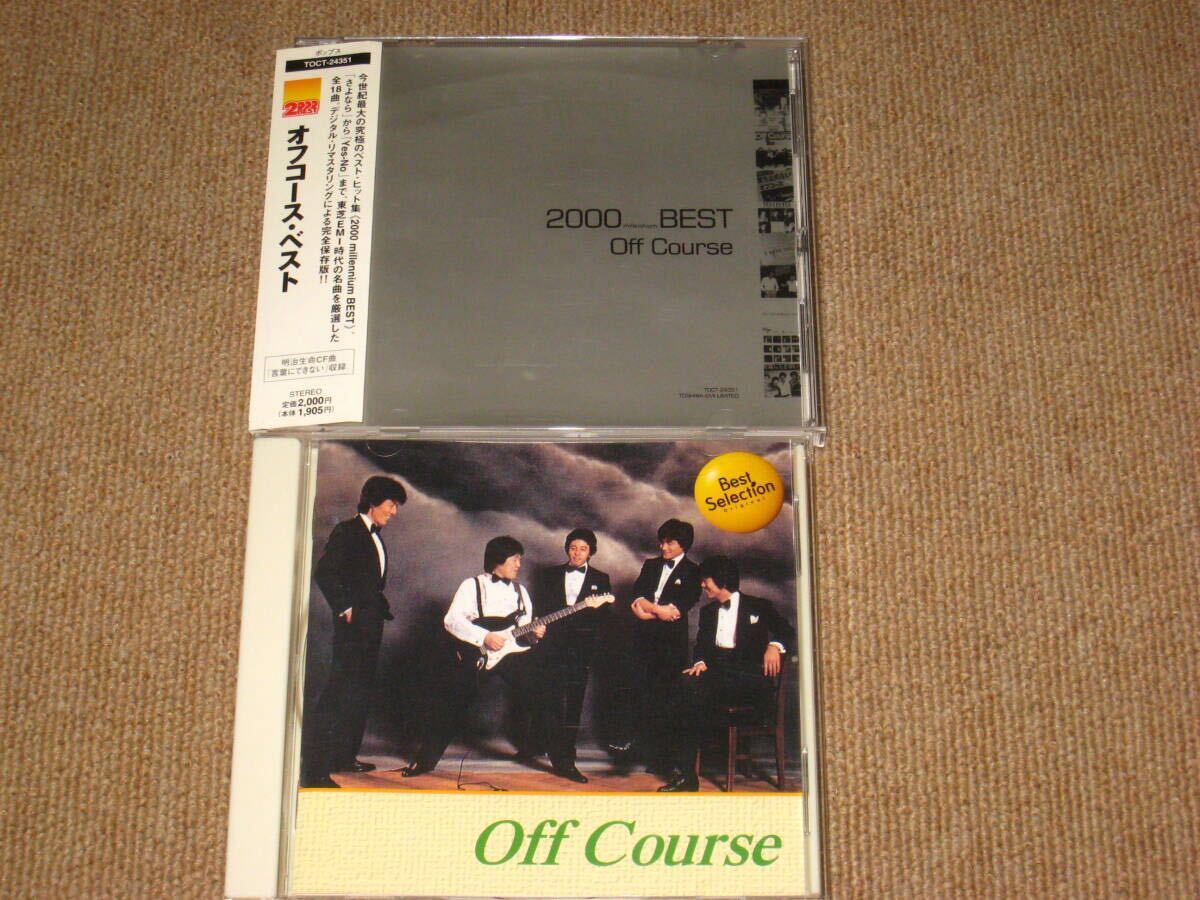 ポップス
TOCT-24351
2000
BEST
オフコース・ベスト
今世紀最大の究極のベスト・ヒット集《2000 millennium BEST》、
「さよなら」から「Yes-No」まで、東芝EMI時代の名曲を厳選した
全18曲。デジタル・リマスタリングによる完全保存版!!
明治生命CF曲
「言葉にできない」収録
STEREO
定価2,000円
(本体1,905円)
2000 millennium BEST
Off Course
TOCT-24351
TOSHIBA-EMI LIMITED
Best
Selection
Off Course